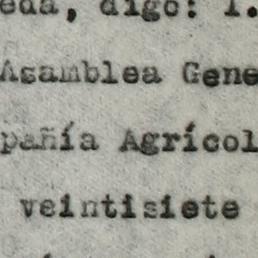 eda, digo: 1.
Asamblea Gene
pañía Agrícol
veintisiete